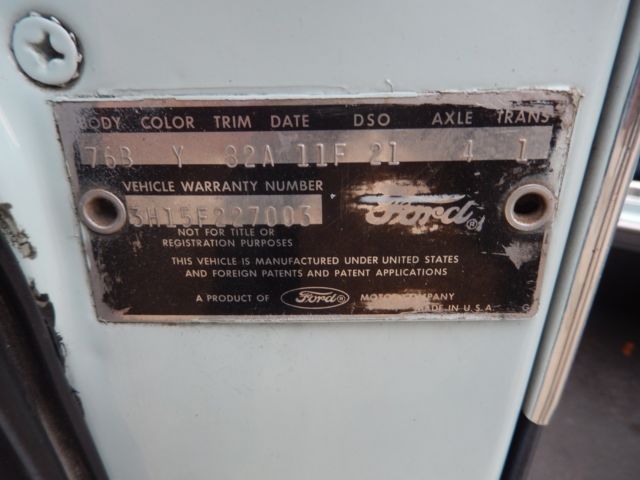 BODY COLOR TRIM DATE DSO AXLE TRANS
76B Y 32A 11F 21 4 1
VEHICLE WARRANTY NUMBER
3H15F227003 Ford®
NOT FOR TITLE OR
REGISTRATION PURPOSES
THIS VEHICLE IS MANUFACTURED UNDER UNITED STATES
AND FOREIGN PATENTS AND PATENT APPLICATIONS
A PRODUCT OF Ford® MOTOR COMPANY
MADE IN U.S.A